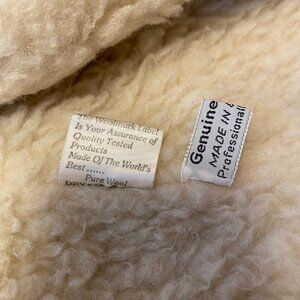 The Woolmark Label
Is Your Assurance of
Quality Tested
Products
Made Of The World's
Best ......
Pure Wool
Genuine
MADE IN
Professional